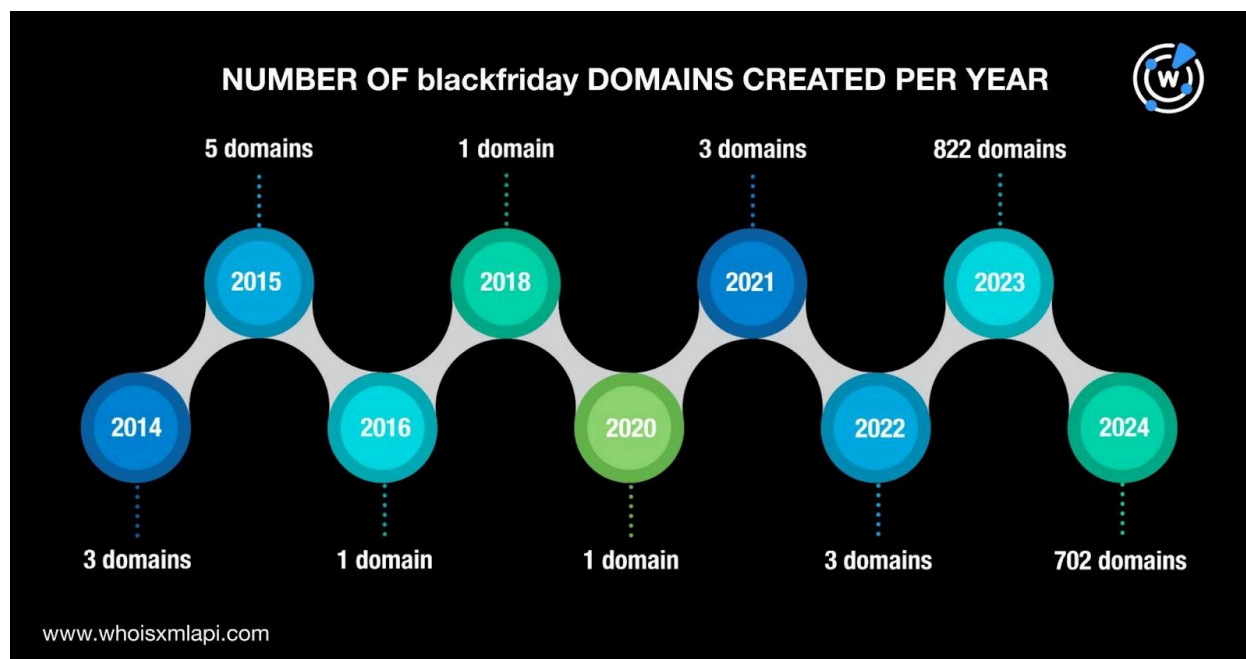 NUMBER OF blackfriday DOMAINS CREATED PER YEAR
W
5 domains
1 domain
3 domains
822 domains
2015
2018
2021
2023
2014
2016
2020
2022
2024
3 domains
1 domain
1 domain
3 domains
702 domains
www.whoisxmlapi.com